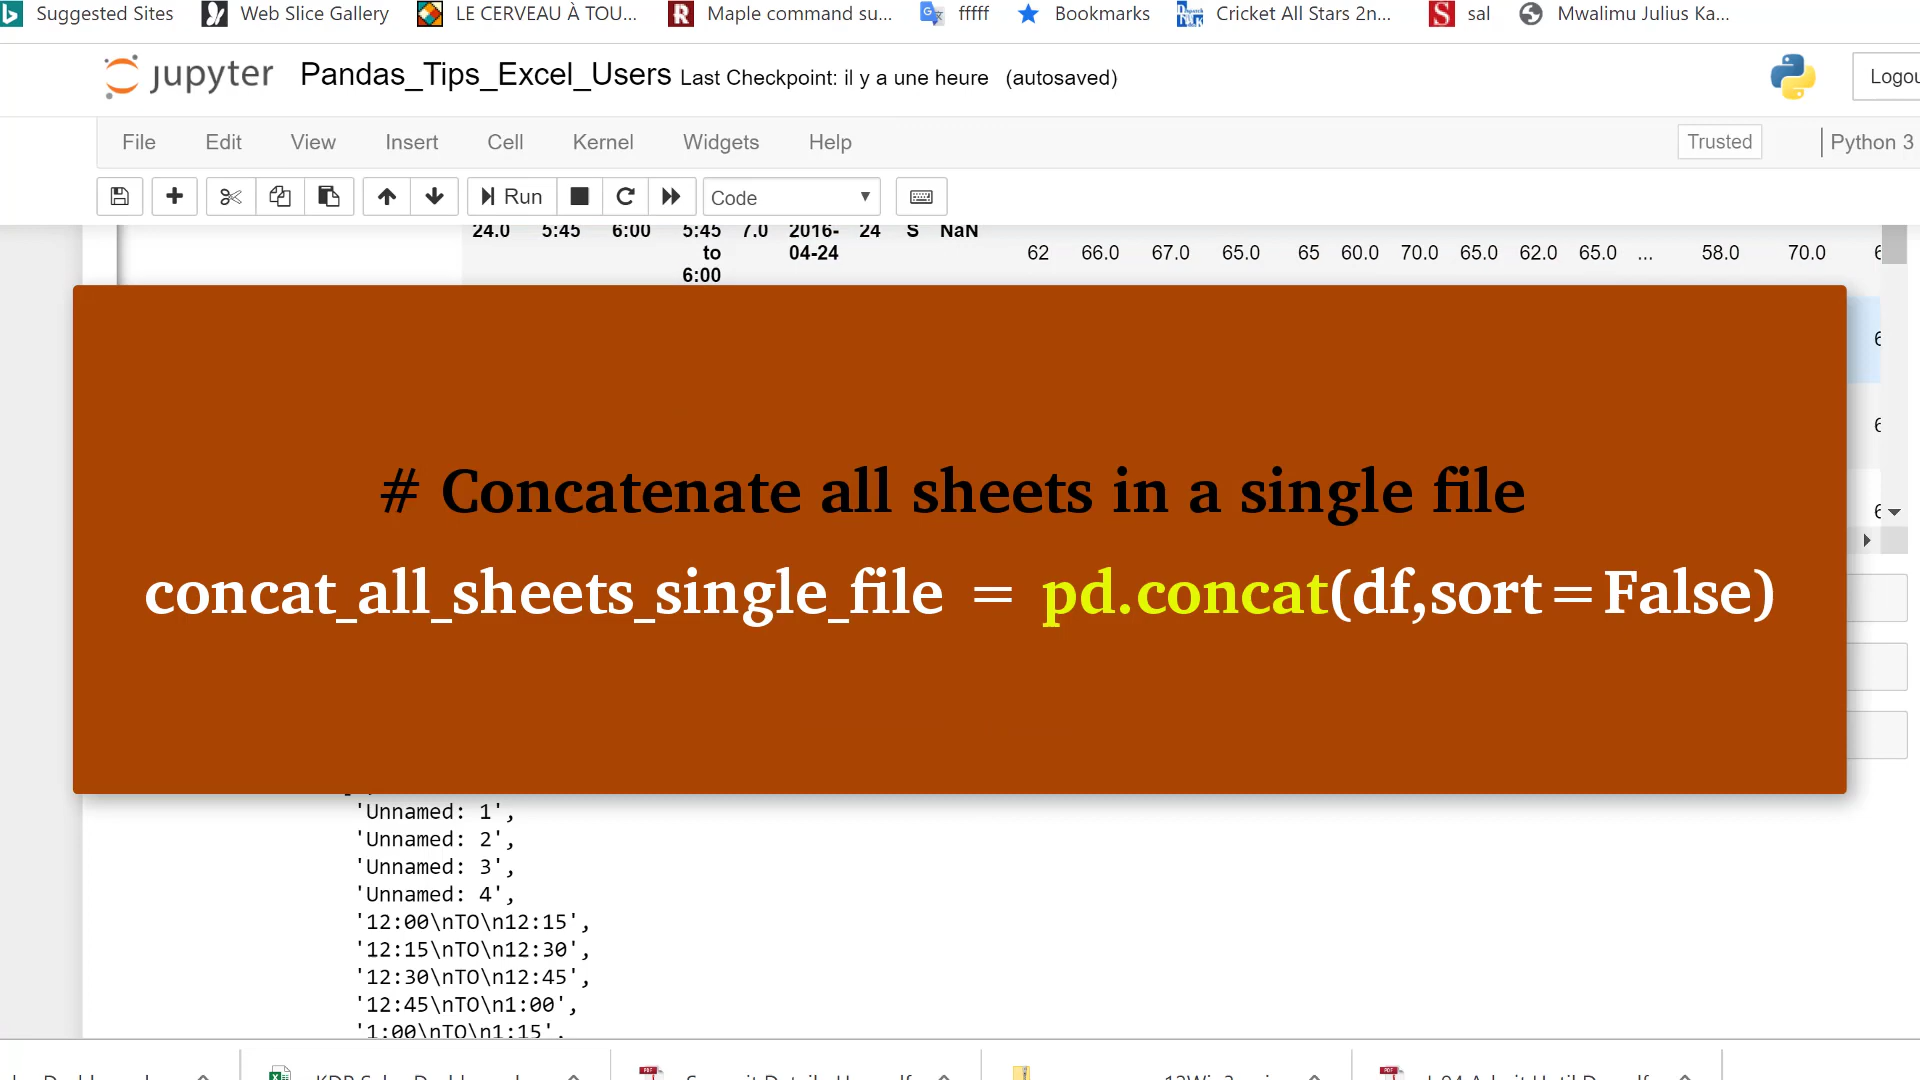 Suggested Sites Web Slice Gallery LE CERVEAU À TOU... Maple command su... fffff Bookmarks Cricket All Stars 2n... sal Mwalimu Julius Ka...
jupyter Pandas_Tips_Excel_Users Last Checkpoint: il y a une heure (autosaved)
File Edit View Insert Cell Kernel Widgets Help Trusted Python 3
Run Code
24.0 5:45 6:00 5:45 7.0 2016- 24 S NaN
to 04-24 62 66.0 67.0 65.0 65 60.0 70.0 65.0 62.0 65.0 ... 58.0 70.0
6:00
# Concatenate all sheets in a single file
concat_all_sheets_single_file = pd.concat(df,sort=False)
'Unnamed: 1',
'Unnamed: 2',
'Unnamed: 3',
'Unnamed: 4',
'12:00\nTO\n12:15',
'12:15\nTO\n12:30',
'12:30\nTO\n12:45',
'12:45\nTO\n1:00',
'1:00\nTO\n1:15',